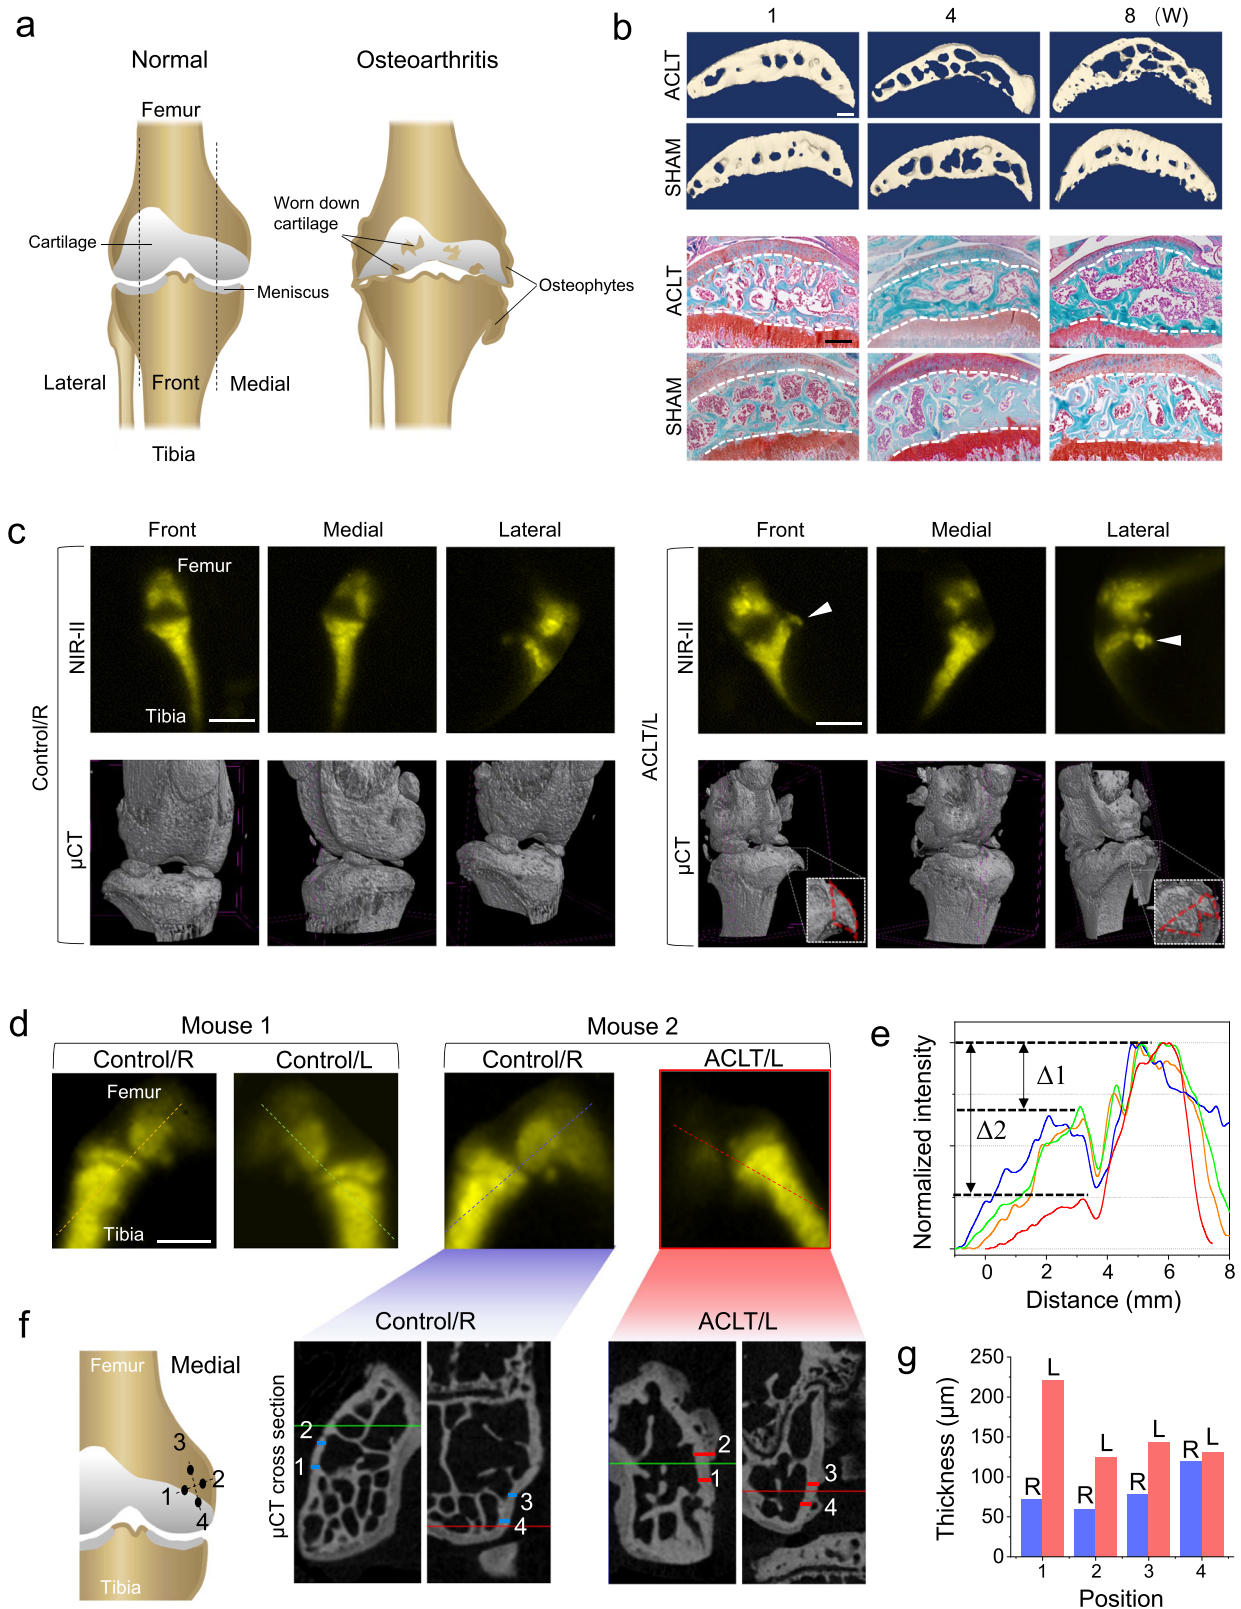 a
Normal
Osteoarthritis
Femur
Worn down
cartilage
Cartilage
Meniscus
Osteophytes
Lateral
Front
Medial
Tibia
b
1
4
8 (W)
ACLT
SHAM
ACLT
SHAM
c
Front
Medial
Lateral
Front
Medial
Lateral
Control/R
NIR-II
Femur
Tibia
µCT
ACLT/L
NIR-II
µCT
d
Mouse 1
Mouse 2
Control/R
Control/L
Control/R
ACLT/L
Femur
Tibia
e
Normalized intensity
Δ1
Δ2
0
2
4
6
8
Distance (mm)
f
Control/R
ACLT/L
Femur
Medial
3
1
2
4
Tibia
µCT cross section
2
1
3
4
2
1
3
4
g
Thickness (µm)
250
200
150
100
50
0
R
L
R
L
R
L
R
L
1
2
3
4
Position